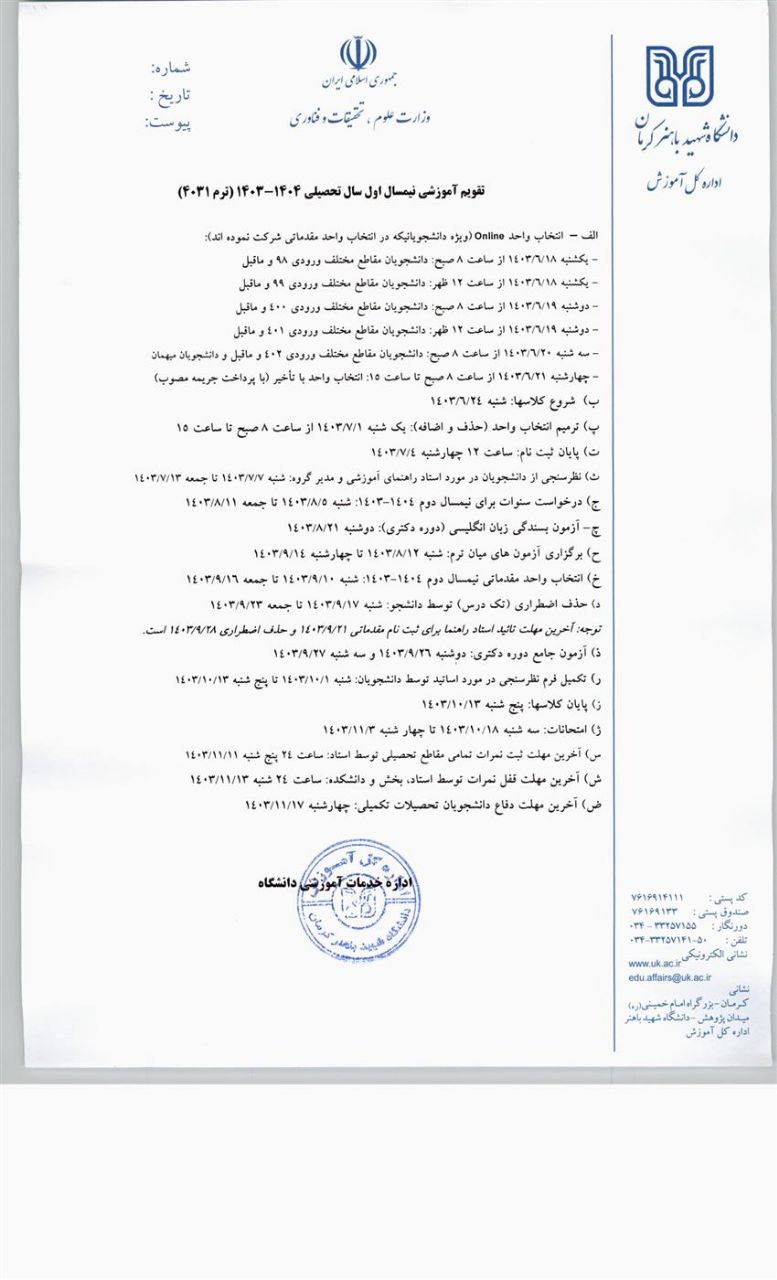 جمهوری اسلامی ایران
وزارت علوم ، تحقیقات و فناوری
شماره:
تاریخ :
پیوست:
دانشگاه شهید باهنر کرمان
اداره کل آموزش
تقویم آموزشی نیمسال اول سال تحصیلی ۱۴۰۴-۱۴۰۳ (ترم ۴۰۳۱)
الف – انتخاب واحد Online (ویژه دانشجویانیکه در انتخاب واحد مقدماتی شرکت نموده اند):
- یکشنبه ۱۴۰۳/۶/۱۸ از ساعت ۸ صبح: دانشجویان مقاطع مختلف ورودی ۹۸ و ماقبل
- یکشنبه ۱۴۰۳/۶/۱۸ از ساعت ۱۲ ظهر: دانشجویان مقاطع مختلف ورودی ۹۹ و ماقبل
- دوشنبه ۱۴۰۳/۶/۱۹ از ساعت ۸ صبح: دانشجویان مقاطع مختلف ورودی ۴۰۰ و ماقبل
- دوشنبه ۱۴۰۳/۶/۱۹ از ساعت ۱۲ ظهر: دانشجویان مقاطع مختلف ورودی ۴۰۱ و ماقبل
- سه شنبه ۱۴۰۳/۶/۲۰ از ساعت ۸ صبح: دانشجویان مقاطع مختلف ورودی ۴۰۲ و ماقبل و دانشجویان میهمان
- چهارشنبه ۱۴۰۳/۶/۲۱ از ساعت ۸ صبح تا ساعت ۱۵: انتخاب واحد با تأخیر (با پرداخت جریمه مصوب)
ب) شروع کلاسها: شنبه ۱۴۰۳/۶/۲۴
پ) ترمیم انتخاب واحد (حذف و اضافه): یک شنبه ۱۴۰۳/۷/۱ از ساعت ۸ صبح تا ساعت ۱۵
ت) پایان ثبت نام: ساعت ۱۲ چهارشنبه ۱۴۰۳/۷/۴
ث) نظرسنجی از دانشجویان در مورد استاد راهنمای آموزشی و مدیر گروه: شنبه ۱۴۰۳/۷/۷ تا جمعه ۱۴۰۳/۷/۱۳
ج) درخواست سنوات برای نیمسال دوم ۱۴۰۴-۱۴۰۳: شنبه ۱۴۰۳/۸/۵ تا جمعه ۱۴۰۳/۸/۱۱
چ- آزمون بسندگی زبان انگلیسی (دوره دکتری): دوشنبه ۱۴۰۳/۸/۲۱
ح) برگزاری آزمون های میان ترم: شنبه ۱۴۰۳/۸/۱۲ تا چهارشنبه ۱۴۰۳/۹/۱۴
خ) انتخاب واحد مقدماتی نیمسال دوم ۱۴۰۴-۱۴۰۳: شنبه ۱۴۰۳/۹/۱۰ تا جمعه ۱۴۰۳/۹/۱۶
د) حذف اضطراری (تک درس) توسط دانشجو: شنبه ۱۴۰۳/۹/۱۷ تا جمعه ۱۴۰۳/۹/۲۳
توجه: آخرین مهلت تائید استاد راهنما برای ثبت نام مقدماتی ۱۴۰۳/۹/۲۱ و حذف اضطراری ۱۴۰۳/۹/۲۸ است.
ذ) آزمون جامع دوره دکتری: دوشنبه ۱۴۰۳/۹/۲۶ و سه شنبه ۱۴۰۳/۹/۲۷
ر) تکمیل فرم نظرسنجی در مورد اساتید توسط دانشجویان: شنبه ۱۴۰۳/۱۰/۱ تا پنج شنبه ۱۴۰۳/۱۰/۱۳
ز) پایان کلاسها: پنج شنبه ۱۴۰۳/۱۰/۱۳
ژ) امتحانات: سه شنبه ۱۴۰۳/۱۰/۱۸ تا چهار شنبه ۱۴۰۳/۱۱/۳
س) آخرین مهلت ثبت نمرات تمامی مقاطع تحصیلی توسط استاد: ساعت ۲۴ پنج شنبه ۱۴۰۳/۱۱/۱۱
ش) آخرین مهلت قفل نمرات توسط استاد، بخش و دانشکده: ساعت ۲۴ شنبه ۱۴۰۳/۱۱/۱۳
ض) آخرین مهلت دفاع دانشجویان تحصیلات تکمیلی: چهارشنبه ۱۴۰۳/۱۱/۱۷
اداره کل آموزش
اداره خدمات آموزشی دانشگاه
دانشگاه شهید باهنر کرمان
کد پستی : ۷۶۱۶۹۱۴۱۱۱
صندوق پستی : ۷۶۱۶۹۱۳۳
دورنگار : ۳۳۲۵۷۱۵۵ - ۰۳۴
تلفن : ۰۳۴-۳۳۲۵۷۱۴۱-۵۰
نشانی الکترونیکی
www.uk.ac.ir
edu.affairs@uk.ac.ir
نشانی
کرمان -بزرگراه امام خمینی(ره)
میدان پژوهش -دانشگاه شهید باهنر
اداره کل آموزش